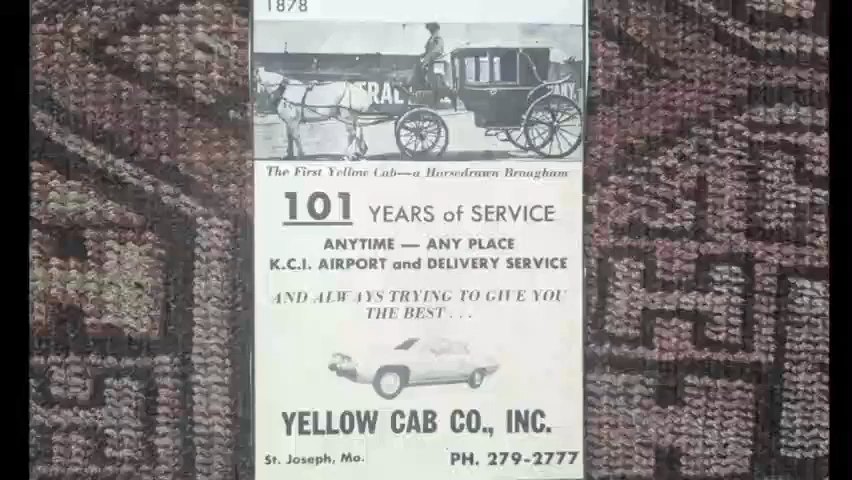 1878
RAL
The First Yellow Cab—a Horsedrawn Brougham
101 YEARS of SERVICE
ANYTIME — ANY PLACE
K.C.I. AIRPORT and DELIVERY SERVICE
AND ALWAYS TRYING TO GIVE YOU
THE BEST . . .
YELLOW CAB CO., INC.
St. Joseph, Mo.
PH. 279-2777